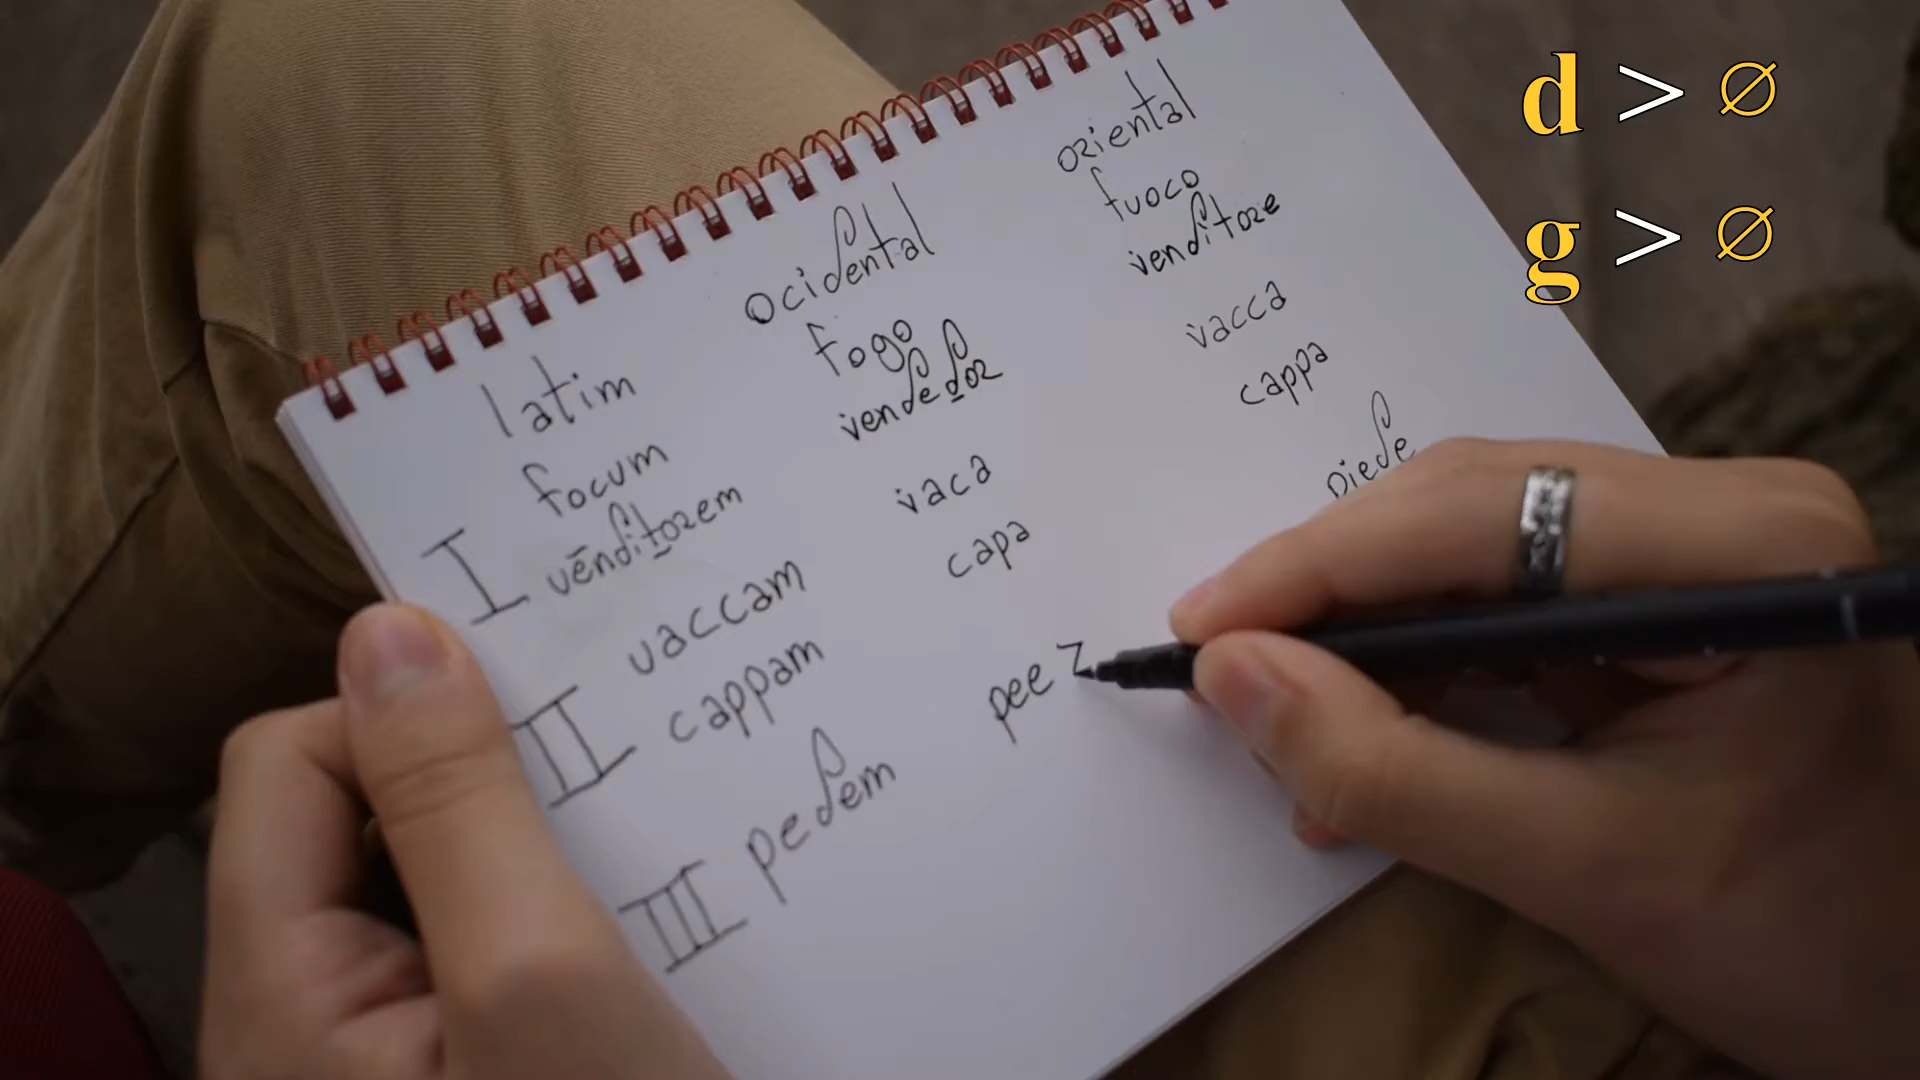 d > ∅
g > ∅
latim ocidental oriental
focum fogo fuoco
I vēnditorem vendedor venditore
vaccam vaca vacca
II cappam capa cappa
III pedem pee piede